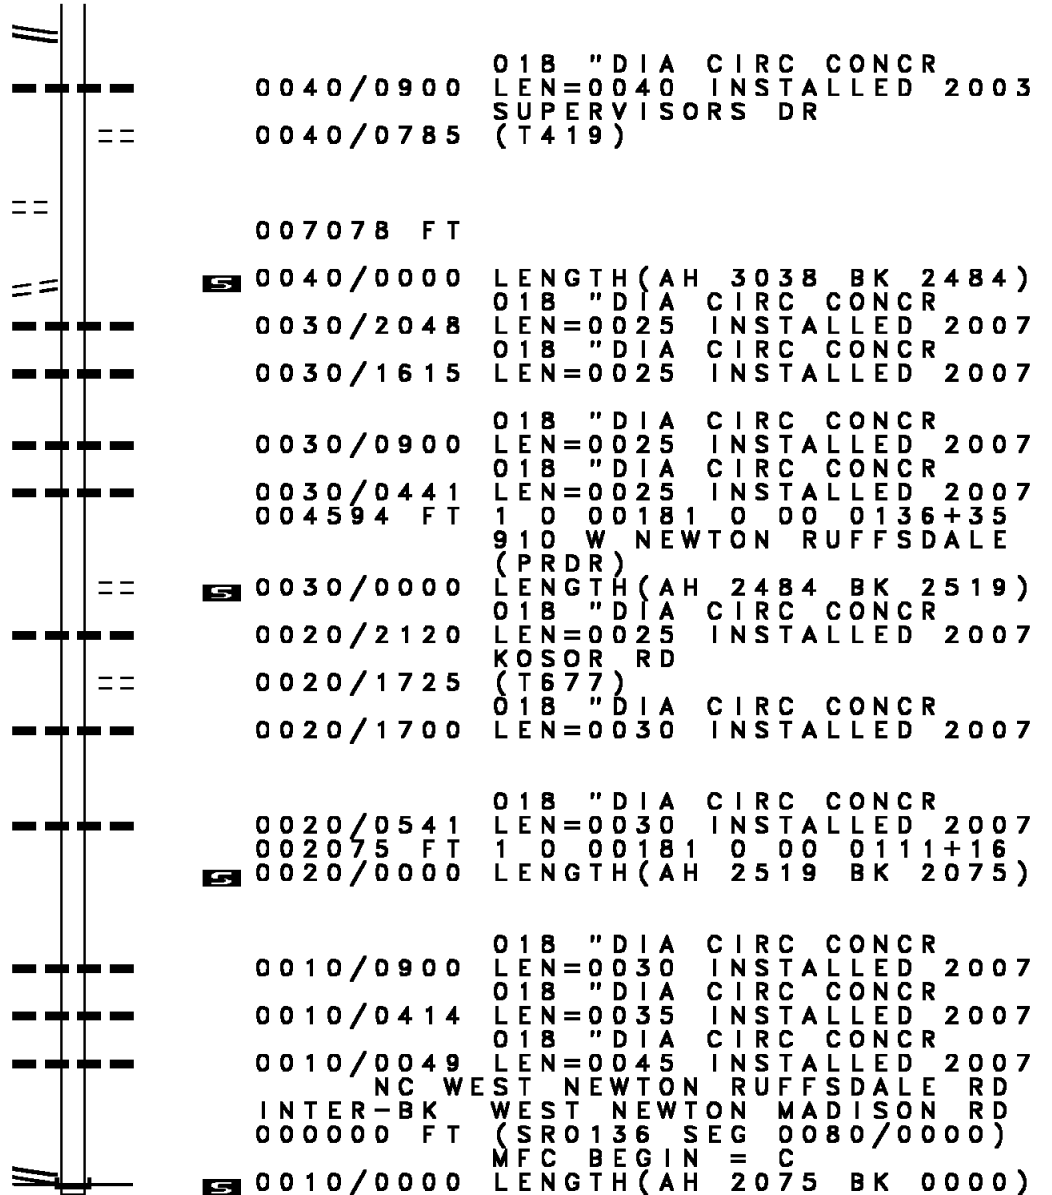 018 "DIA CIRC CONCR
0040/0900 LEN=0040 INSTALLED 2003
SUPERVISORS DR
0040/0785 (T419)
007078 FT
S 0040/0000 LENGTH(AH 3038 BK 2484)
018 "DIA CIRC CONCR
0030/2048 LEN=0025 INSTALLED 2007
018 "DIA CIRC CONCR
0030/1615 LEN=0025 INSTALLED 2007
018 "DIA CIRC CONCR
0030/0900 LEN=0025 INSTALLED 2007
018 "DIA CIRC CONCR
0030/0441 LEN=0025 INSTALLED 2007
004594 FT 1 0 00181 0 00 0136+35
910 W NEWTON RUFFSDALE
(PRDR)
S 0030/0000 LENGTH(AH 2484 BK 2519)
018 "DIA CIRC CONCR
0020/2120 LEN=0025 INSTALLED 2007
KOSOR RD
0020/1725 (T677)
018 "DIA CIRC CONCR
0020/1700 LEN=0030 INSTALLED 2007
018 "DIA CIRC CONCR
0020/0541 LEN=0030 INSTALLED 2007
002075 FT 1 0 00181 0 00 0111+16
S 0020/0000 LENGTH(AH 2519 BK 2075)
018 "DIA CIRC CONCR
0010/0900 LEN=0030 INSTALLED 2007
018 "DIA CIRC CONCR
0010/0414 LEN=0035 INSTALLED 2007
018 "DIA CIRC CONCR
0010/0049 LEN=0045 INSTALLED 2007
NC WEST NEWTON RUFFSDALE RD
INTER-BK WEST NEWTON MADISON RD
000000 FT (SR0136 SEG 0080/0000)
MFC BEGIN = C
S 0010/0000 LENGTH(AH 2075 BK 0000)